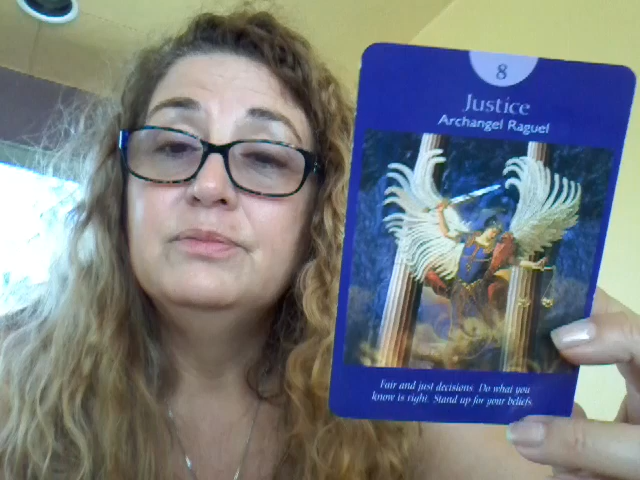 8
Justice
Archangel Raguel
Fair and just decisions. Do what you
know is right. Stand up for your beliefs.